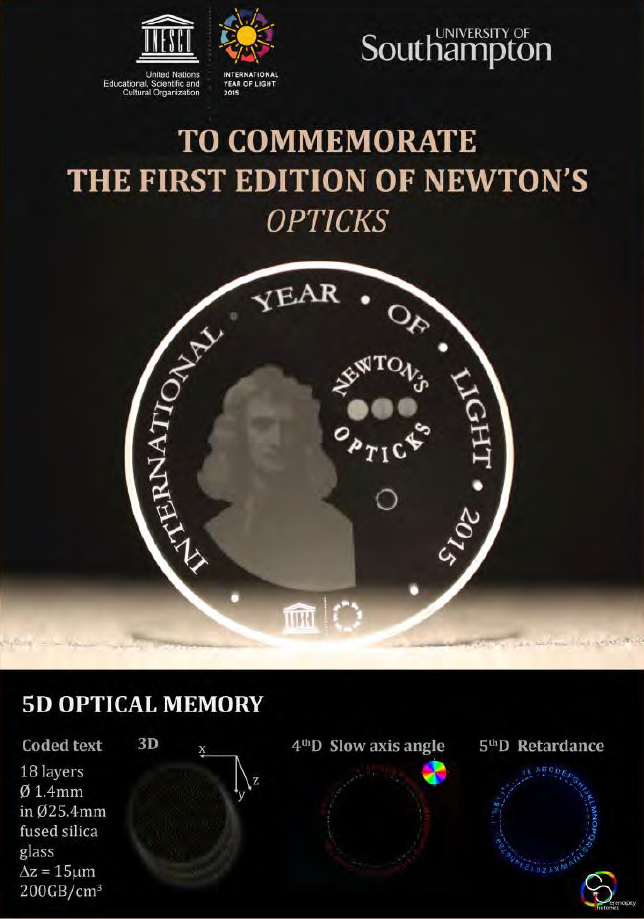 UNESCO
United Nations
Educational, Scientific and
Cultural Organization
INTERNATIONAL
YEAR OF LIGHT
2015
UNIVERSITY OF
Southampton
TO COMMEMORATE
THE FIRST EDITION OF NEWTON'S
OPTICKS
INTERNATIONAL • YEAR • OF • LIGHT • 2015
NEWTON'S
OPTICKS
5D OPTICAL MEMORY
Coded text
18 layers
Ø 1.4mm
in Ø25.4mm
fused silica
glass
Δz = 15μm
200GB/cm³
3D
x
y
z
4thD Slow axis angle
5thD Retardance